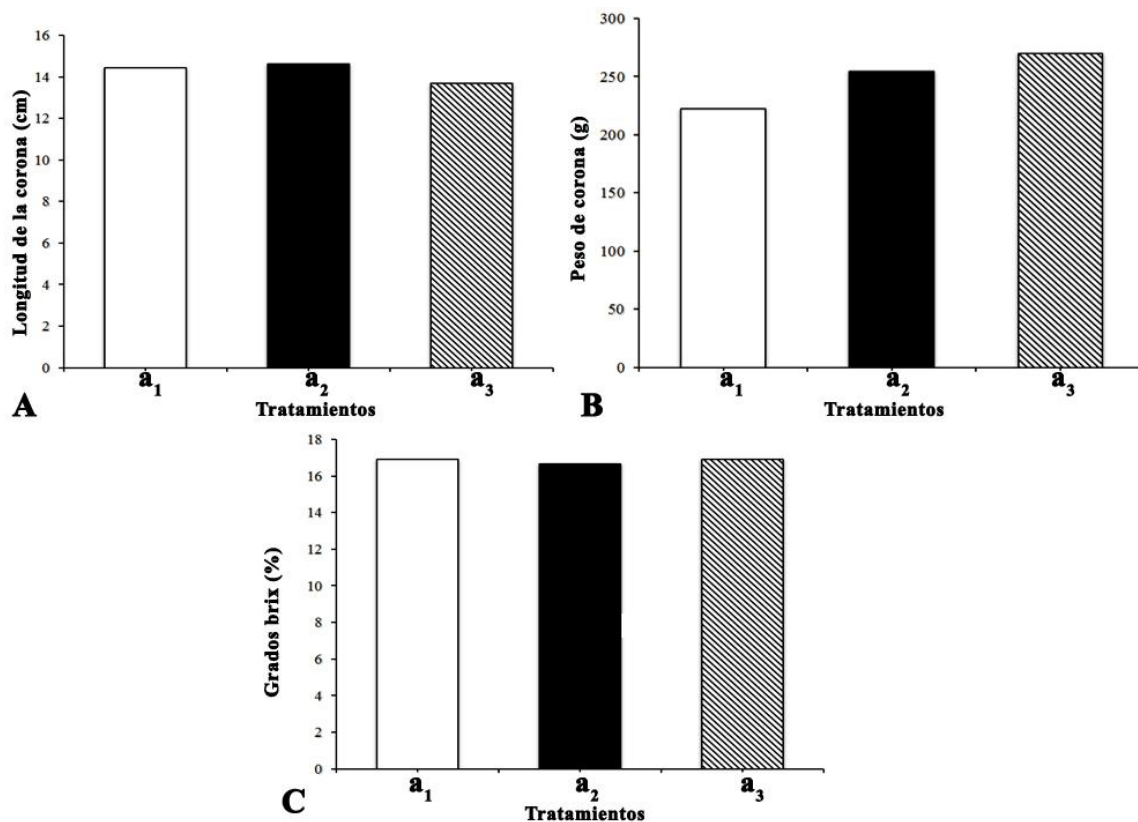 Longitud de la corona (cm)
16
14
12
10
8
6
4
2
0
a₁ a₂ a₃
Tratamientos
A
Peso de corona (g)
300
250
200
150
100
50
0
a₁ a₂ a₃
Tratamientos
B
Grados brix (%)
18
16
14
12
10
8
6
4
2
0
a₁ a₂ a₃
Tratamientos
C